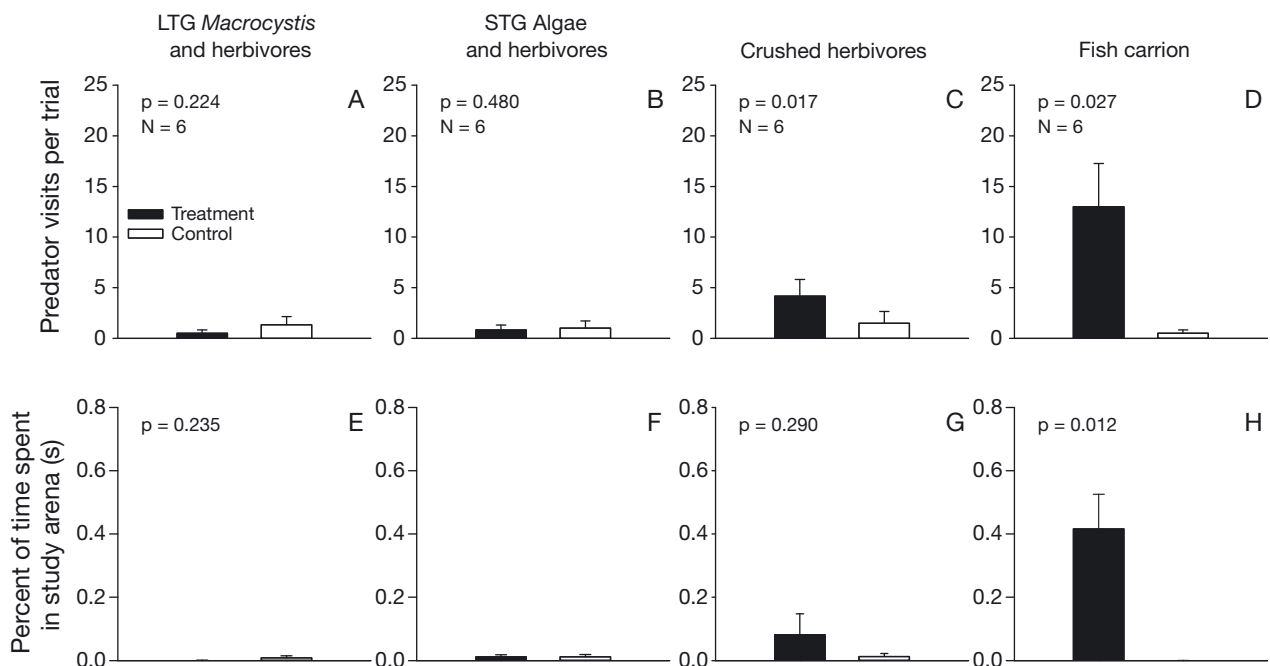 LTG Macrocystis
and herbivores
STG Algae
and herbivores
Crushed herbivores
Fish carrion
Predator visits per trial
25
20
15
10
5
0
p = 0.224
N = 6
A
Treatment
Control
25
20
15
10
5
0
p = 0.480
N = 6
B
25
20
15
10
5
0
p = 0.017
N = 6
C
25
20
15
10
5
0
p = 0.027
N = 6
D
Percent of time spent
in study arena (s)
0.8
0.6
0.4
0.2
0.0
p = 0.235
E
0.8
0.6
0.4
0.2
0.0
F
0.8
0.6
0.4
0.2
0.0
p = 0.290
G
0.8
0.6
0.4
0.2
0.0
p = 0.012
H